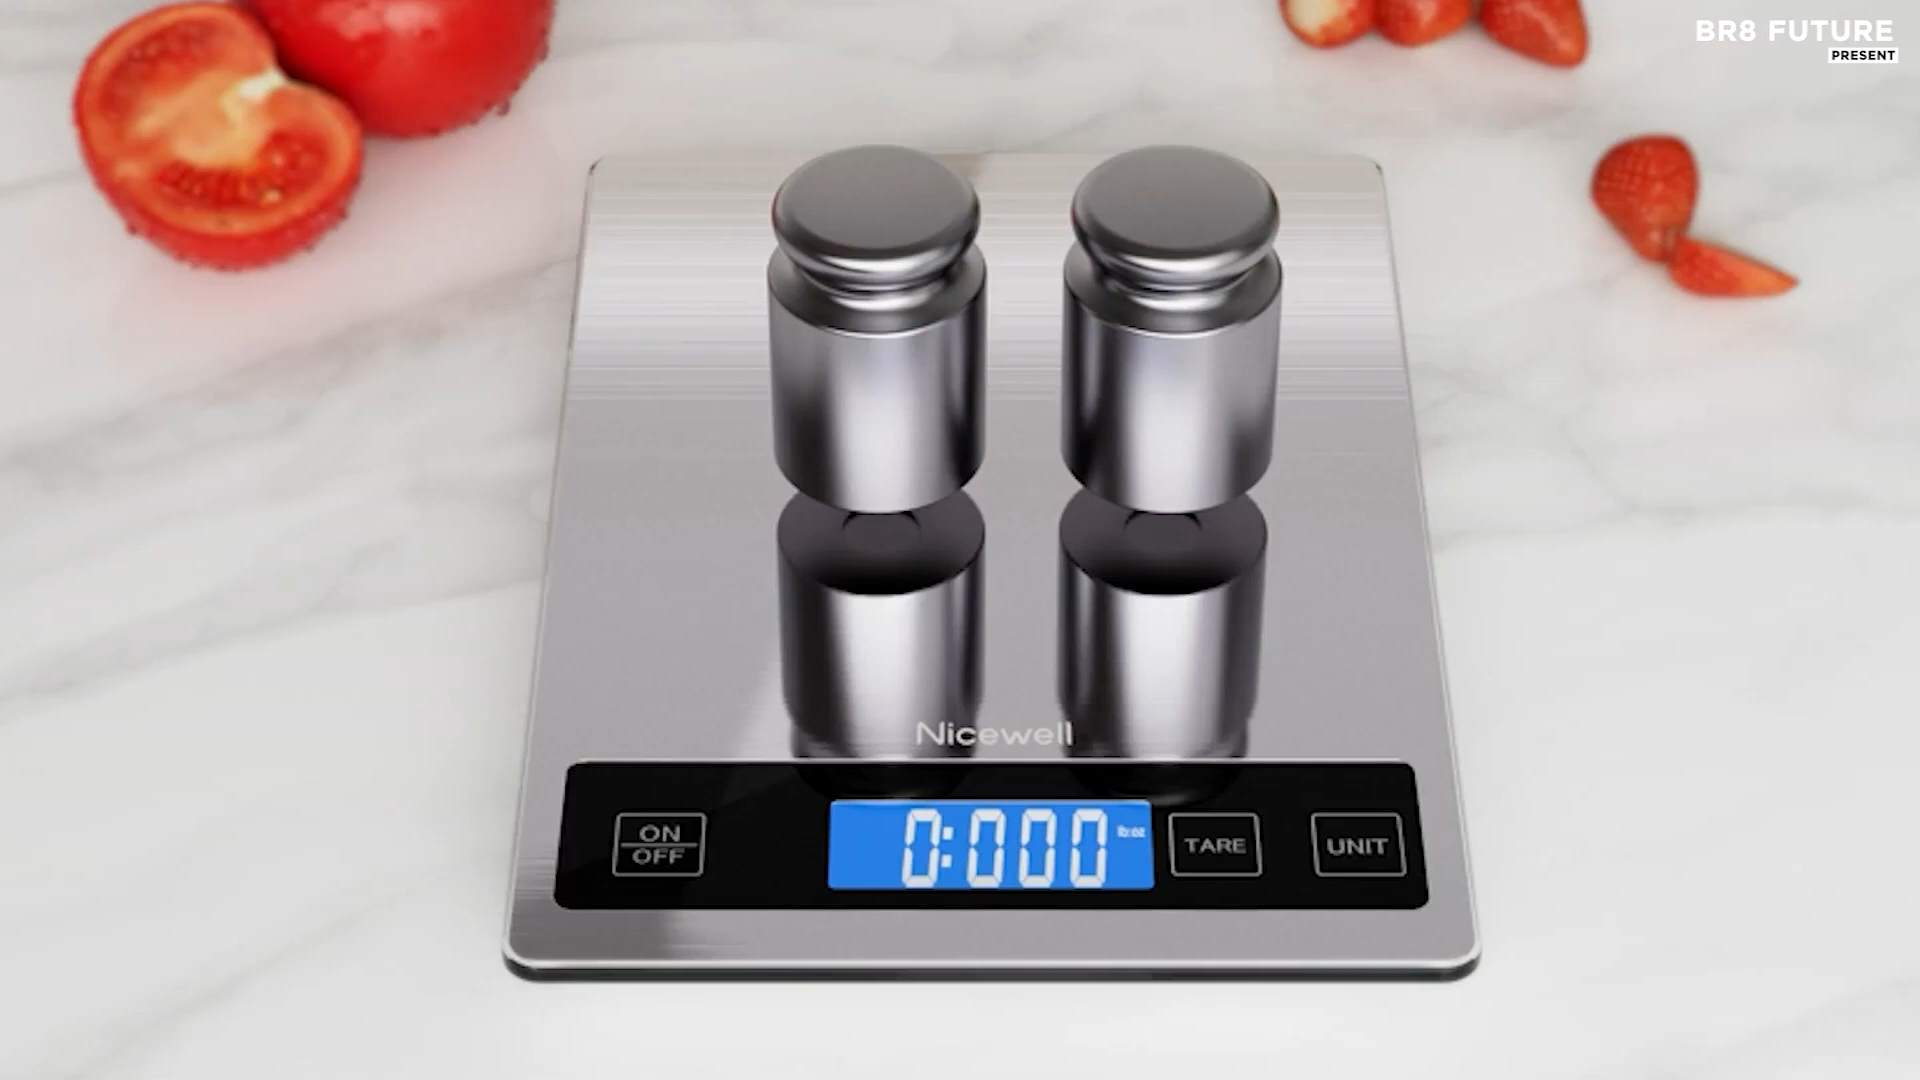 BR8 FUTURE
PRESENT
Nicewell
ON
OFF
0:000 lb:oz
TARE
UNIT